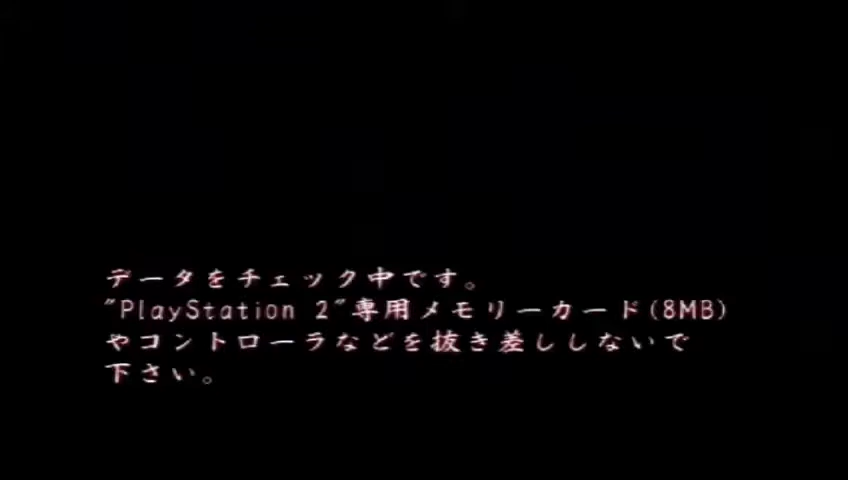 データをチェック中です。
"PlayStation 2"専用メモリーカード(8MB)
やコントローラなどを抜き差ししないで
下さい。